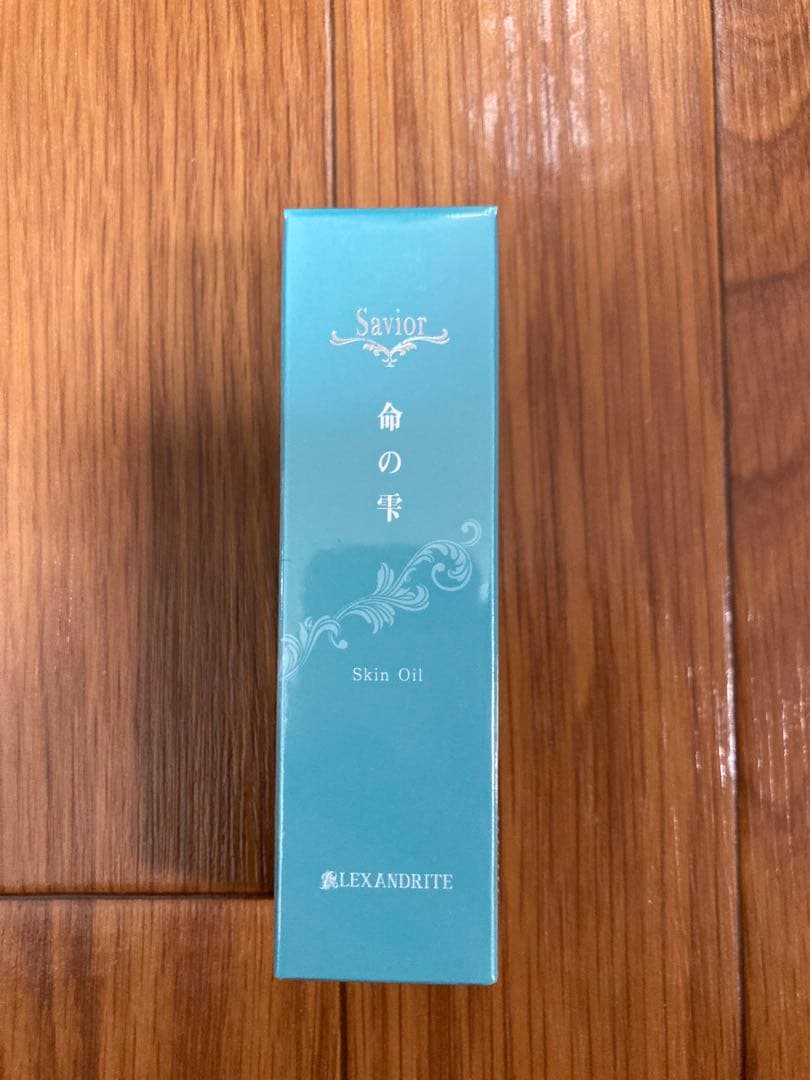 Savior
命の雫
Skin Oil
ALEXANDRITE